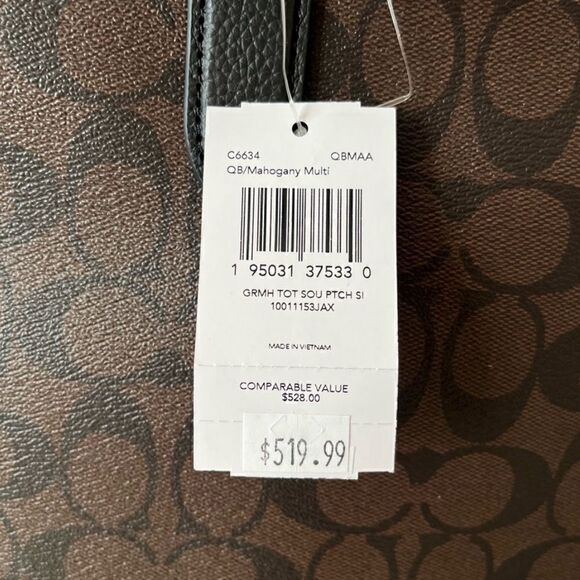 C6634 QBMAA
QB/Mahogany Multi
1 95031 37533 0
GRMH TOT SOU PTCH SI
10011153JAX
MADE IN VIETNAM
COMPARABLE VALUE
$528.00
$519.99